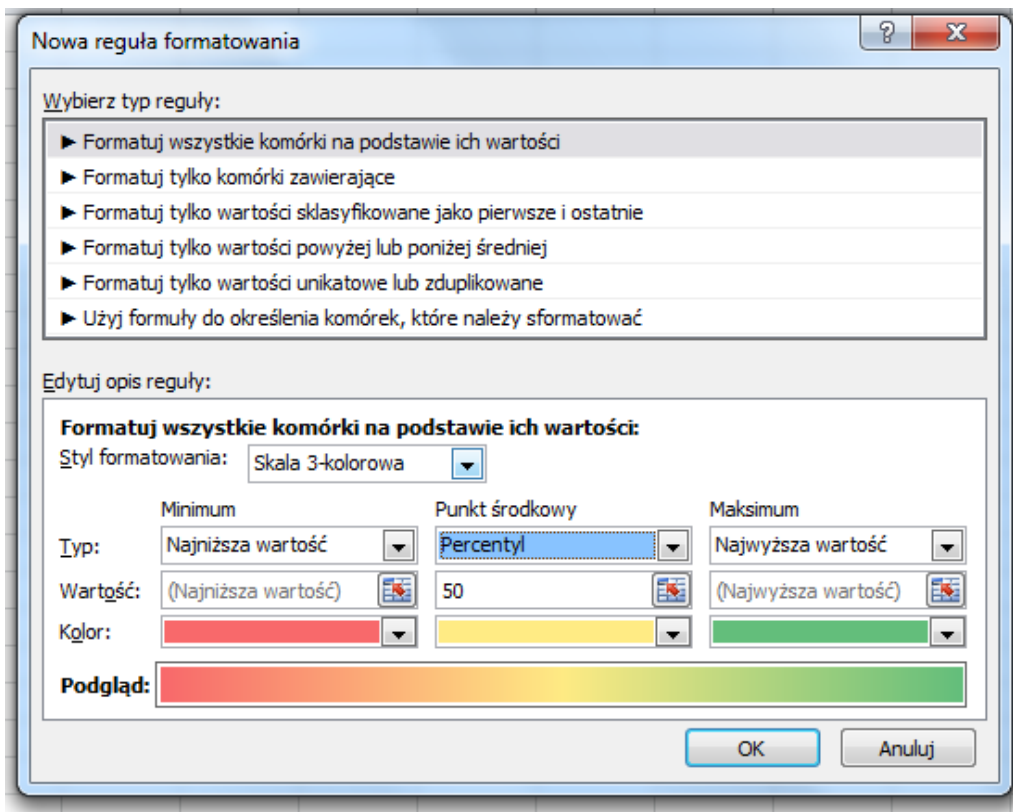 Nowa reguła formatowania
Wybierz typ reguły:
► Formatuj wszystkie komórki na podstawie ich wartości
► Formatuj tylko komórki zawierające
► Formatuj tylko wartości sklasyfikowane jako pierwsze i ostatnie
► Formatuj tylko wartości powyżej lub poniżej średniej
► Formatuj tylko wartości unikatowe lub zduplikowane
► Użyj formuły do określenia komórek, które należy sformatować
Edytuj opis reguły:
Formatuj wszystkie komórki na podstawie ich wartości:
Styl formatowania: Skala 3-kolorowa
Minimum Punkt środkowy Maksimum
Typ: Najniższa wartość Percentyl Najwyższa wartość
Wartość: (Najniższa wartość) 50 (Najwyższa wartość)
Kolor:
Podgląd:
OK Anuluj